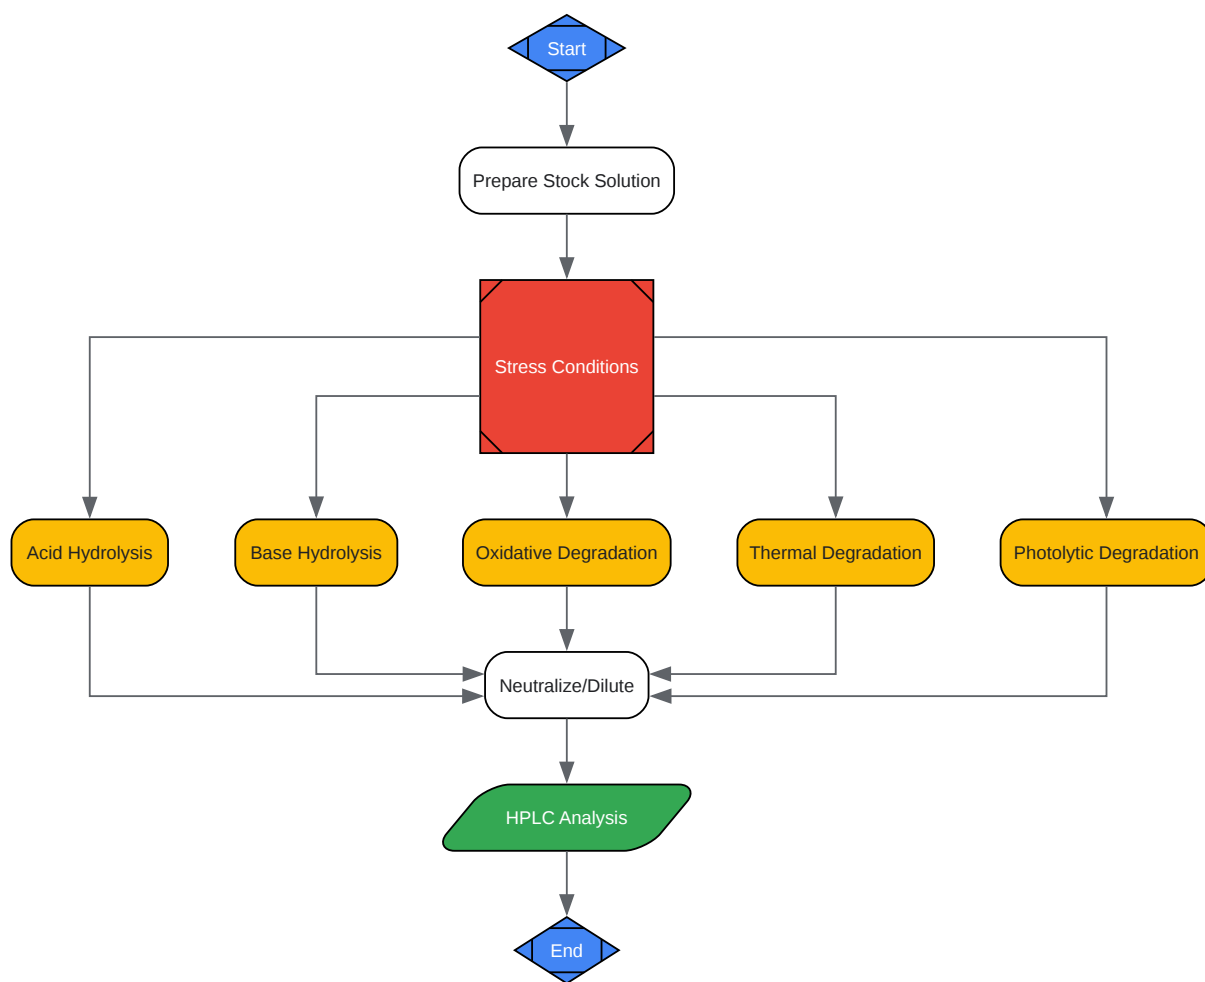 Start
Prepare Stock Solution
Stress Conditions
Acid Hydrolysis
Base Hydrolysis
Oxidative Degradation
Thermal Degradation
Photolytic Degradation
Neutralize/Dilute
HPLC Analysis
End